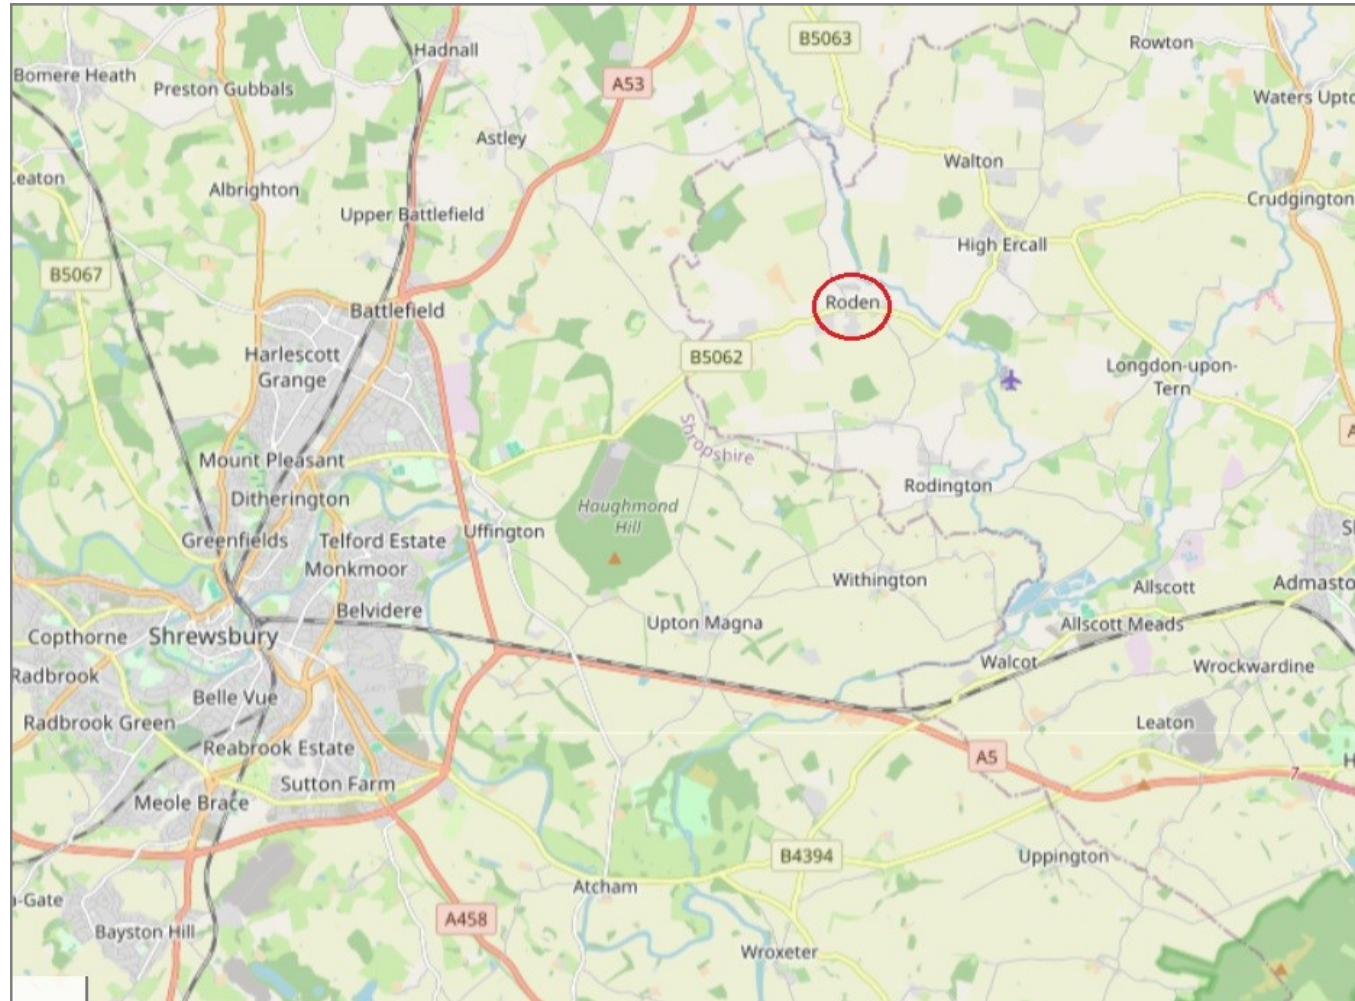 B5063
Rowton
Hadnall
Bomere Heath
A53
Preston Gubbals
Waters Upto
Astley
Walton
Leaton
Albrighton
Crudgington
Upper Battlefield
High Ercall
B5067
Roden
Battlefield
Harlescott
Grange
B5062
Longdon-upon-
Tern
A
Shropshire
Mount Pleasant
Rodington
Ditherington
Haughmond
Hill
Uffington
Sh
Greenfields
Telford Estate
Monkmoor
Withington
Allscott
Admasto
Belvidere
Copthorne
Shrewsbury
Upton Magna
Allscott Meads
Walcot
Wrockwardine
Radbrook
Belle Vue
Radbrook Green
Leaton
Reabrook Estate
A5
H
7
Sutton Farm
Meole Brace
B4394
Uppington
Atcham
-Gate
A458
Bayston Hill
Wroxeter